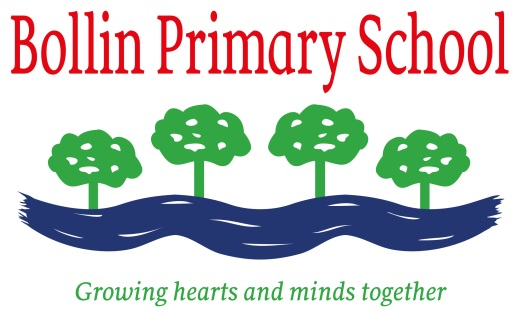 Bollin Primary School
Growing hearts and minds together